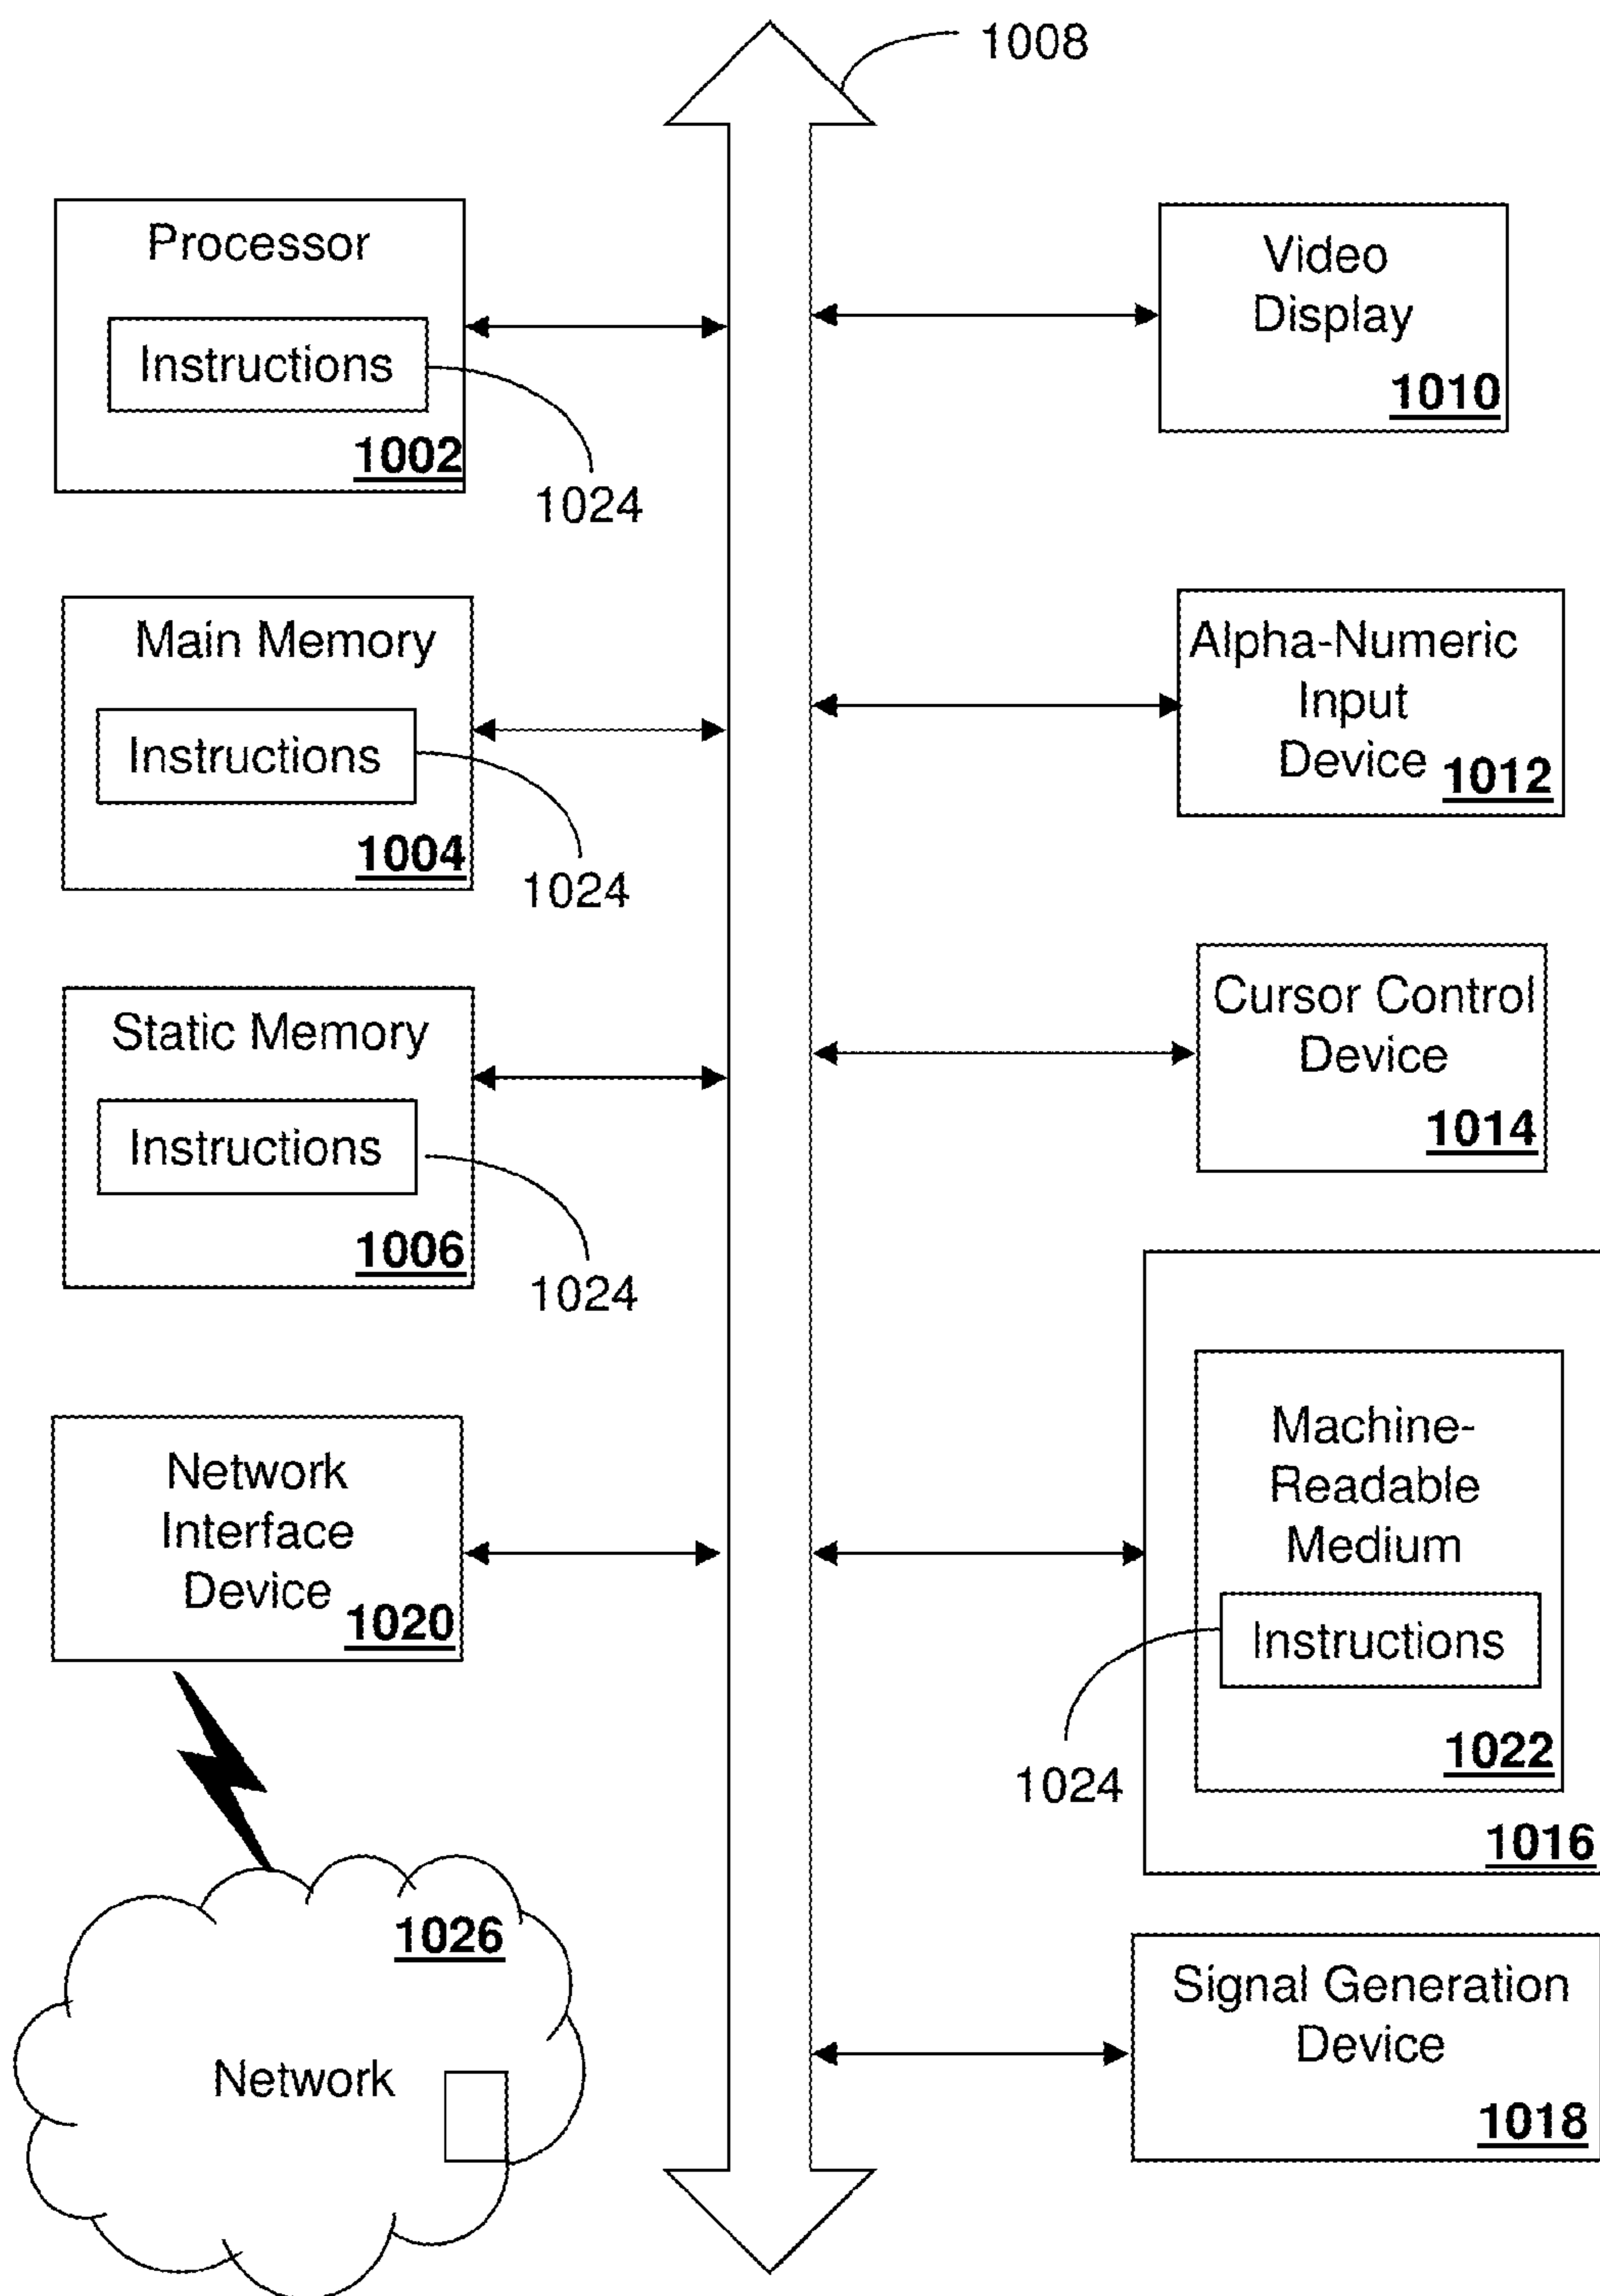 1008
Processor
Instructions
1002
1024
Main Memory
Instructions
1004
1024
Static Memory
Instructions
1006
1024
Network
Interface
Device
1020
1026
Network
Video
Display
1010
Alpha-Numeric
Input
Device
1012
Cursor Control
Device
1014
Machine-
Readable
Medium
Instructions
1022
1024
1016
Signal Generation
Device
1018